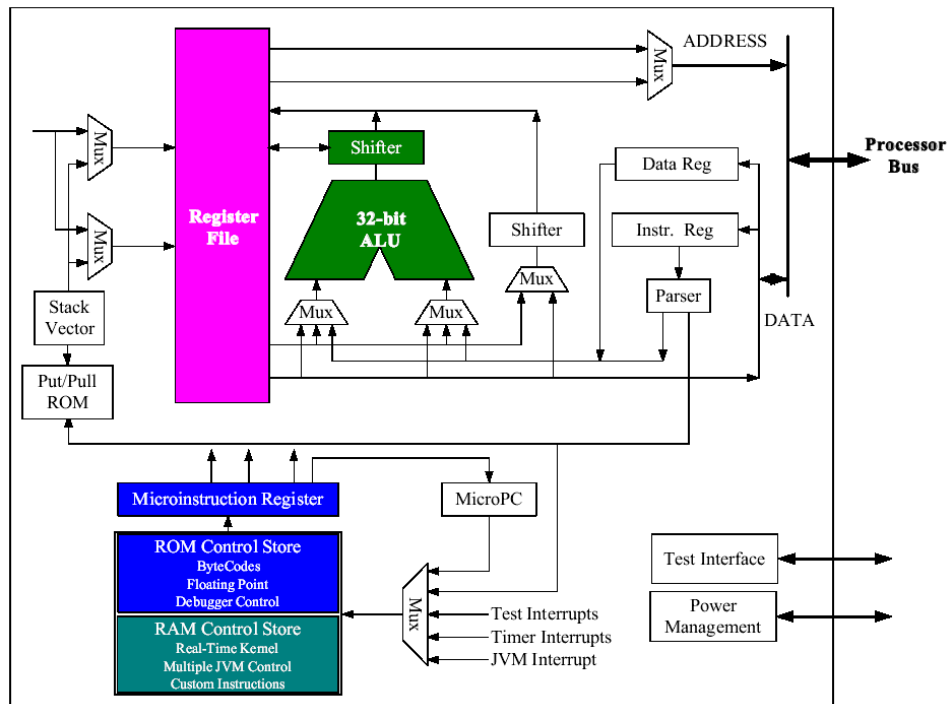 ADDRESS
Mux
Processor
Bus
Mux
Shifter
Data Reg
Register
File
32-bit
ALU
Mux
Shifter
Instr. Reg
Mux
Stack
Vector
Mux
Mux
Parser
DATA
Put/Pull
ROM
Microinstruction Register
MicroPC
ROM Control Store
ByteCodes
Floating Point
Debugger Control
Mux
Test Interrupts
Timer Interrupts
JVM Interrupt
RAM Control Store
Real-Time Kernel
Multiple JVM Control
Custom Instructions
Test Interface
Power
Management